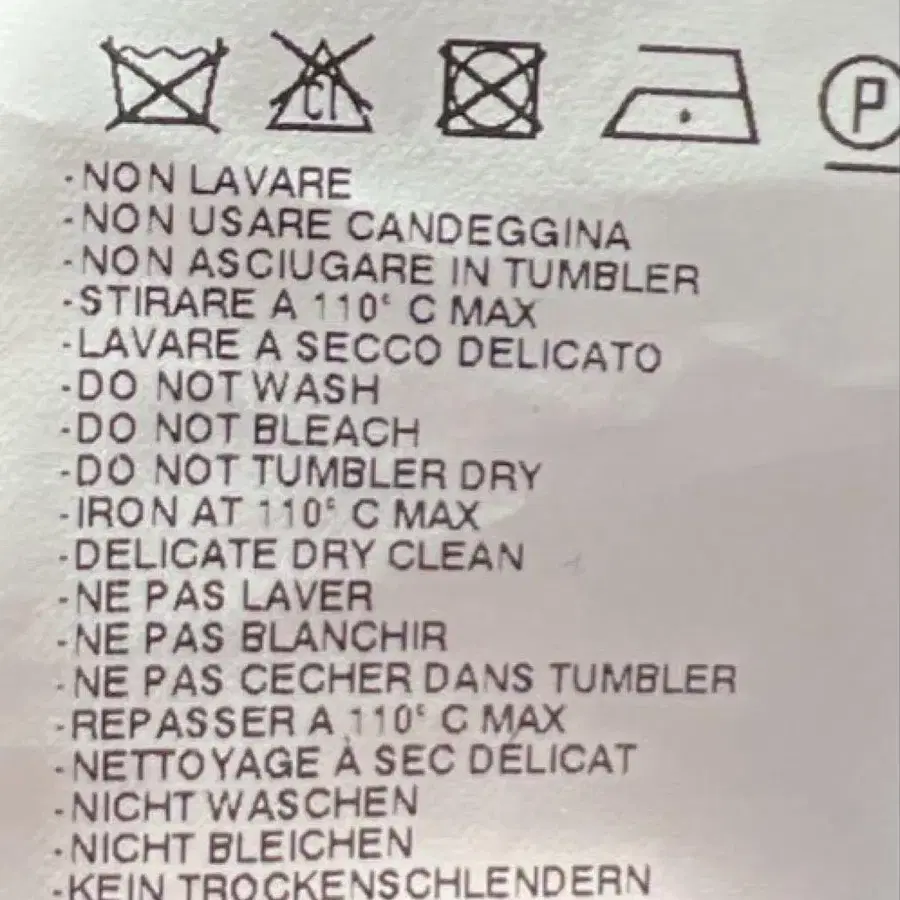 CL P
-NON LAVARE
-NON USARE CANDEGGINA
-NON ASCIUGARE IN TUMBLER
-STIRARE A 110° C MAX
-LAVARE A SECCO DELICATO
-DO NOT WASH
-DO NOT BLEACH
-DO NOT TUMBLER DRY
-IRON AT 110° C MAX
-DELICATE DRY CLEAN
-NE PAS LAVER
-NE PAS BLANCHIR
-NE PAS CECHER DANS TUMBLER
-REPASSER A 110° C MAX
-NETTOYAGE À SEC DÉLICAT
-NICHT WASCHEN
-NICHT BLEICHEN
-KEIN TROCKENSCHLENDERN